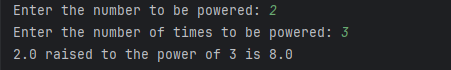 Enter the number to be powered: 2
Enter the number of times to be powered: 3
2.0 raised to the power of 3 is 8.0